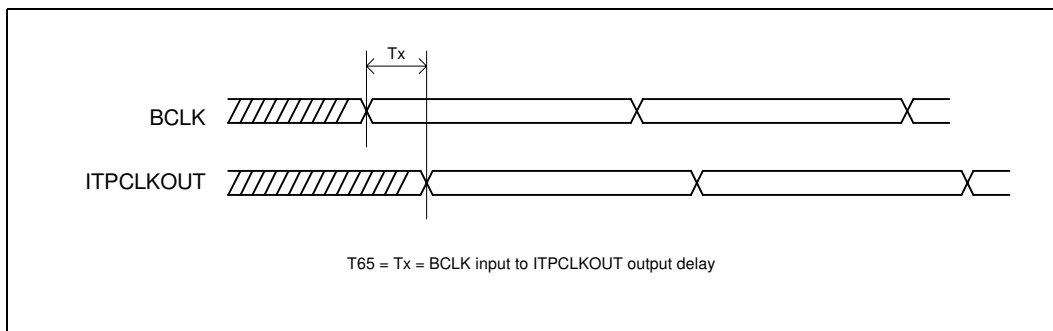 Tx
BCLK
ITPCLKOUT
T65 = Tx = BCLK input to ITPCLKOUT output delay